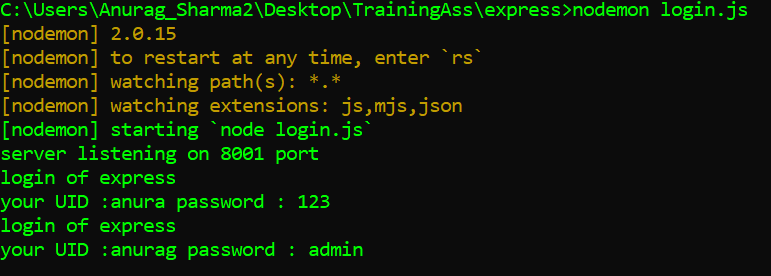 C:\Users\Anurag_Sharma2\Desktop\TrainingAss\express>nodemon login.js
[nodemon] 2.0.15
[nodemon] to restart at any time, enter `rs`
[nodemon] watching path(s): *.*
[nodemon] watching extensions: js,mjs,json
[nodemon] starting `node login.js`
server listening on 8001 port
login of express
your UID :anura password : 123
login of express
your UID :anurag password : admin